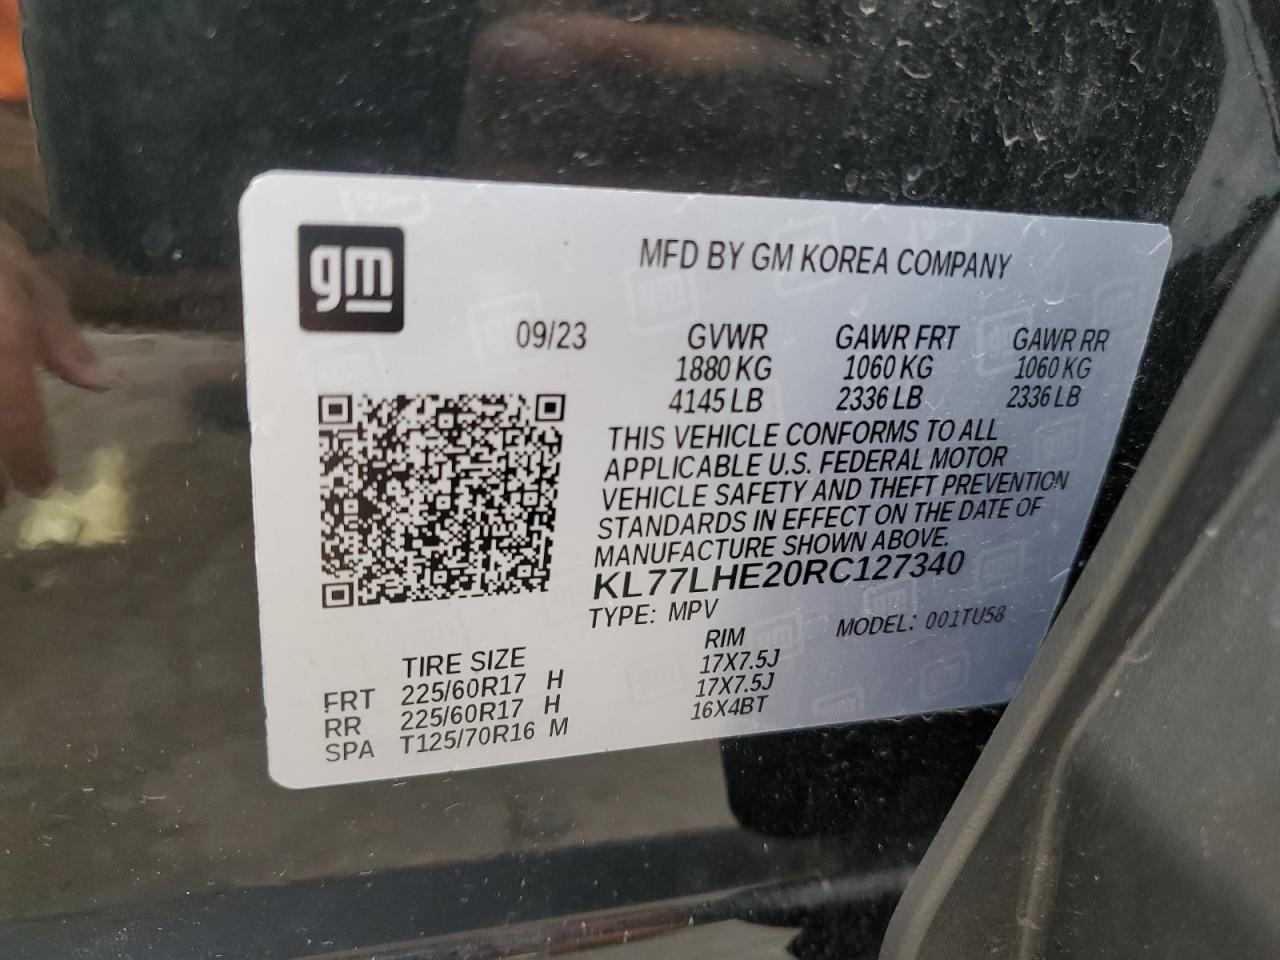 gm
MFD BY GM KOREA COMPANY
09/23 GVWR GAWR FRT GAWR RR
1880 KG 1060 KG 1060 KG
4145 LB 2336 LB 2336 LB
THIS VEHICLE CONFORMS TO ALL
APPLICABLE U.S. FEDERAL MOTOR
VEHICLE SAFETY AND THEFT PREVENTION
STANDARDS IN EFFECT ON THE DATE OF
MANUFACTURE SHOWN ABOVE.
KL77LHE20RC127340
TYPE: MPV MODEL: 001TU58
TIRE SIZE RIM
FRT 225/60R17 H 17X7.5J
RR 225/60R17 H 17X7.5J
SPA T125/70R16 M 16X4BT